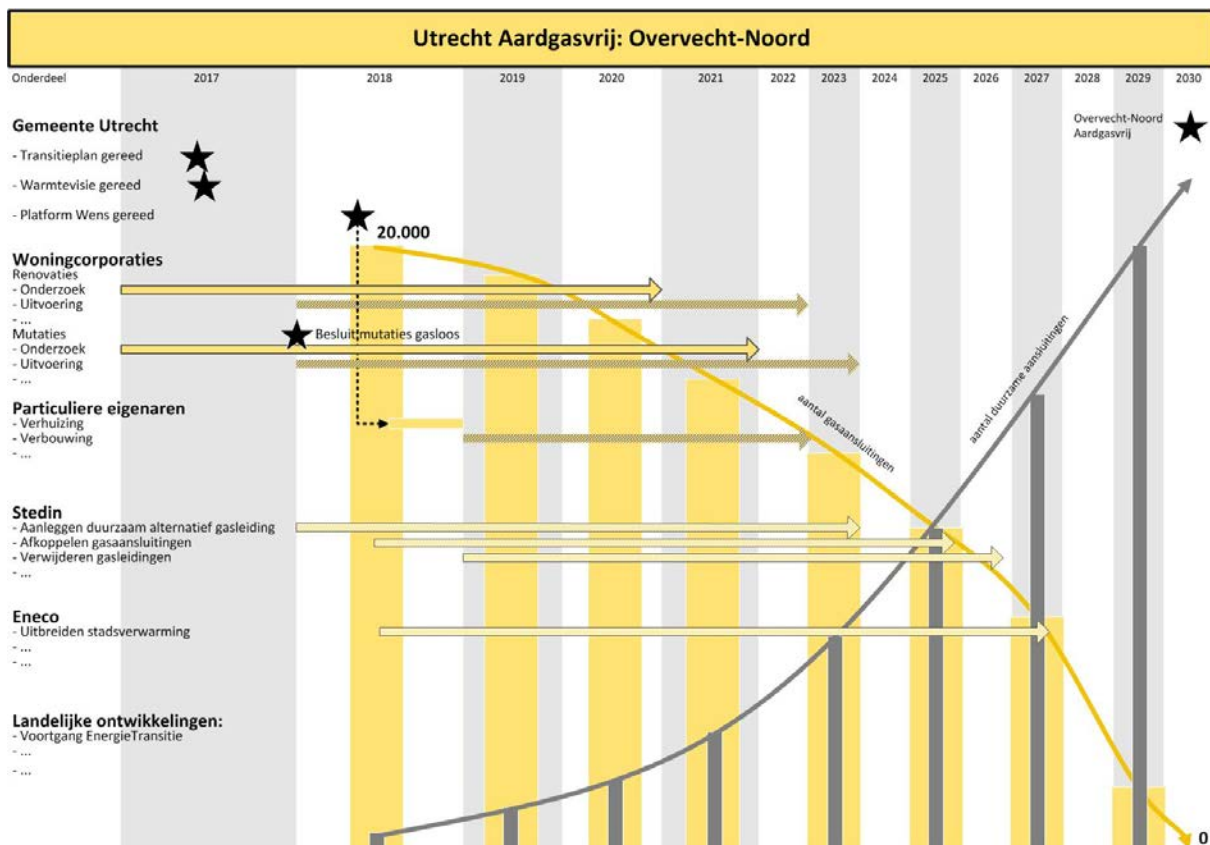 Utrecht Aardgasvrij: Overvecht-Noord
Onderdeel 2017 2018 2019 2020 2021 2022 2023 2024 2025 2026 2027 2028 2029 2030
Gemeente Utrecht
Overvecht-Noord
Aardgasvrij
- Transitieplan gereed
- Warmtevisie gereed
- Platform Wens gereed
20.000
Woningcorporaties
Renovaties
- Onderzoek
- Uitvoering
- ...
Mutaties
Besluit mutaties gasloos
- Onderzoek
- Uitvoering
- ...
Particuliere eigenaren
- Verhuizing
- Verbouwing
- ...
aantal gasaansluitingen
aantal duurzame aansluitingen
Stedin
- Aanleggen duurzaam alternatief gasleiding
- Afkoppelen gasaansluitingen
- Verwijderen gasleidingen
- ...
Eneco
- Uitbreiden stadsverwarming
- ...
- ...
Landelijke ontwikkelingen:
- Voortgang EnergieTransitie
- ...
- ...
0